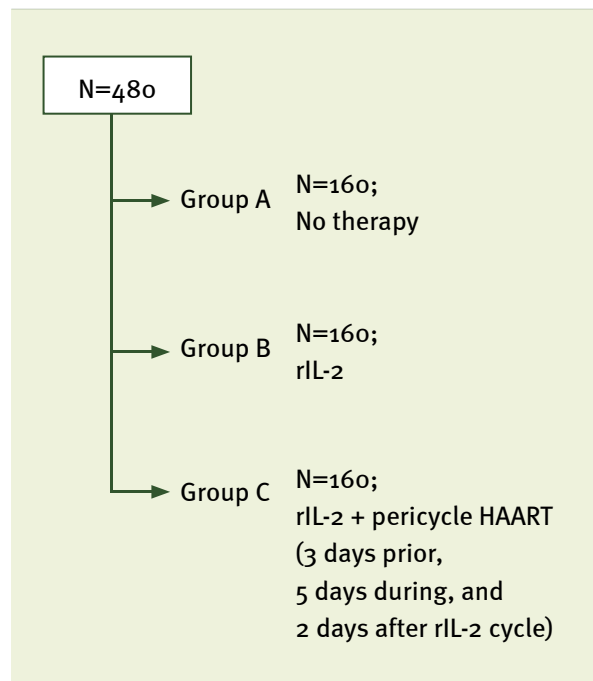 N=480
Group A
N=160;
No therapy
Group B
N=160;
rIL-2
Group C
N=160;
rIL-2 + pericycle HAART
(3 days prior,
5 days during, and
2 days after rIL-2 cycle)